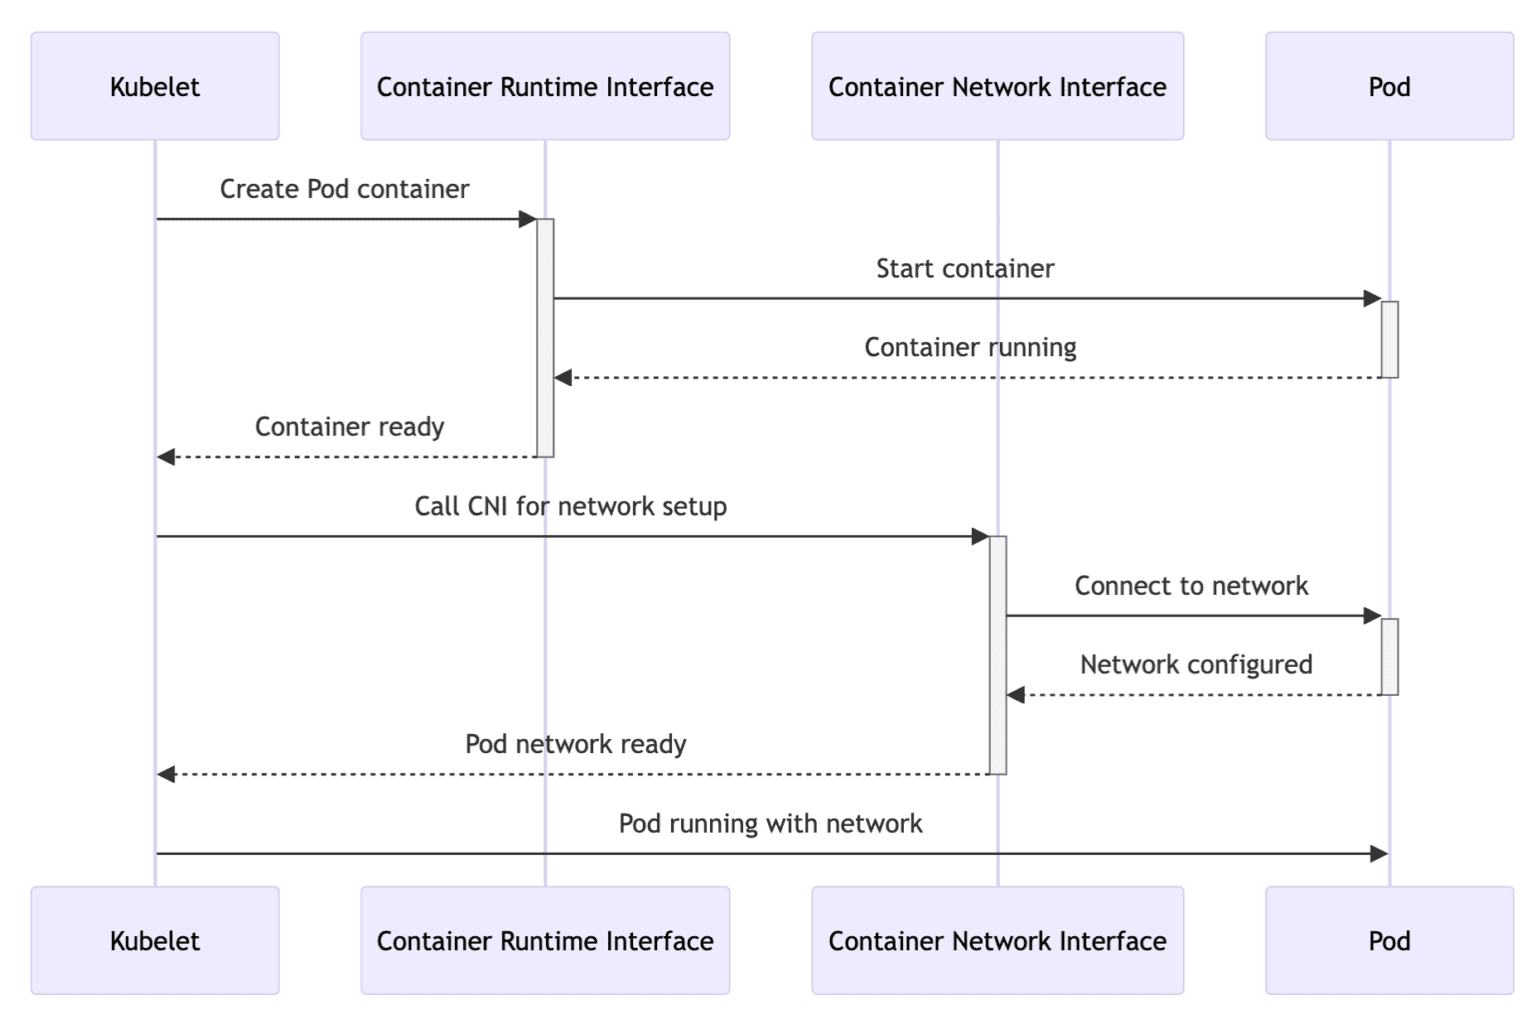 Kubelet
Container Runtime Interface
Container Network Interface
Pod
Create Pod container
Start container
Container running
Container ready
Call CNI for network setup
Connect to network
Network configured
Pod network ready
Pod running with network
Kubelet
Container Runtime Interface
Container Network Interface
Pod